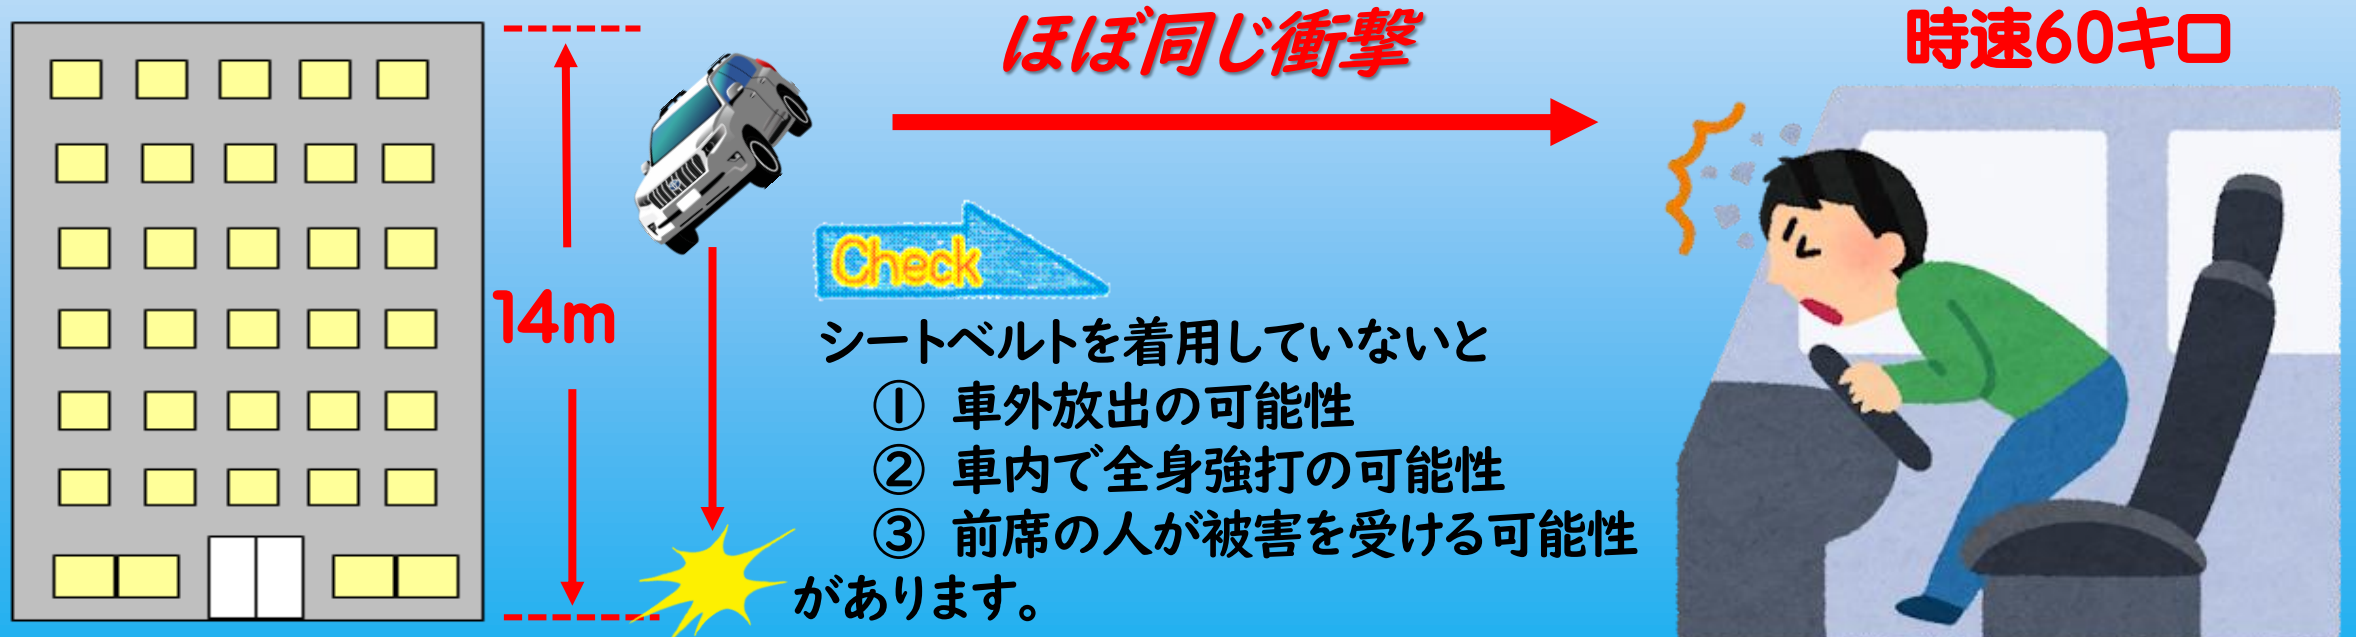 ほぼ同じ衝撃
時速60キロ
14m
Check
シートベルトを着用していないと
① 車外放出の可能性
② 車内で全身強打の可能性
③ 前席の人が被害を受ける可能性
があります。